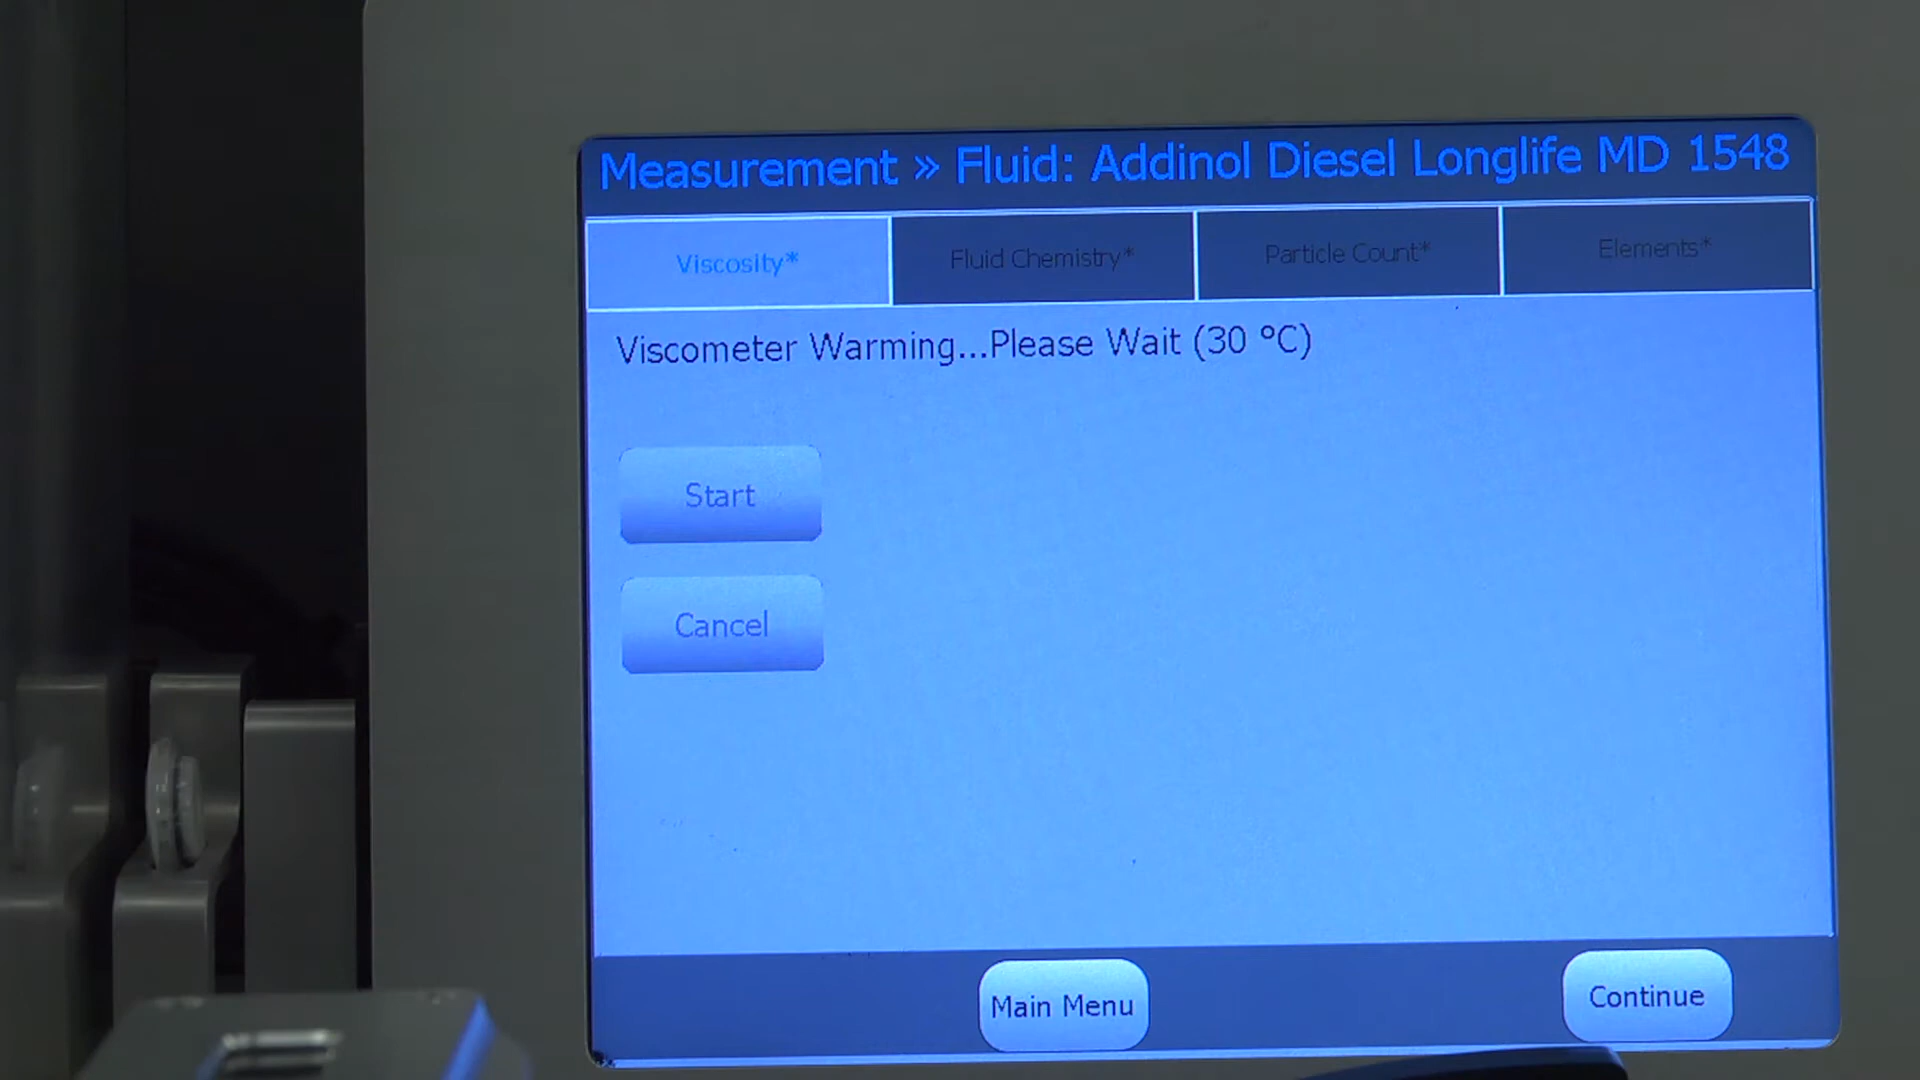 Measurement » Fluid: Addinol Diesel Longlife MD 1548
Viscosity* Fluid Chemistry* Particle Count* Elements*
Viscometer Warming...Please Wait (30 ºC)
Start
Cancel
Main Menu Continue